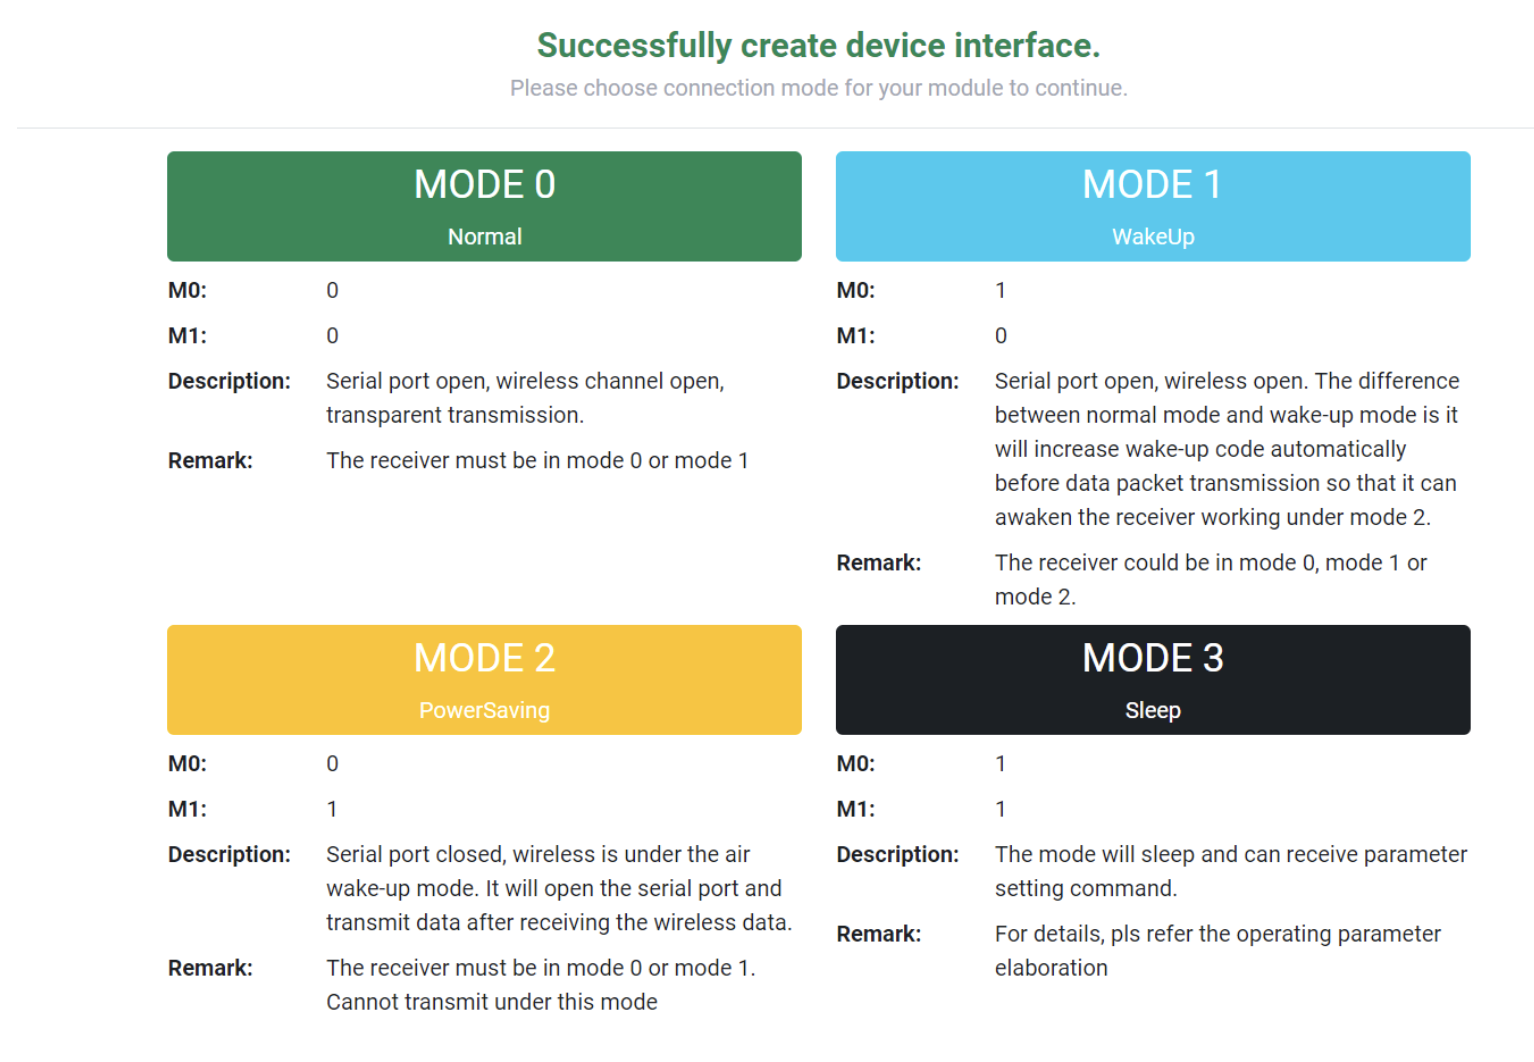 Successfully create device interface.
Please choose connection mode for your module to continue.
MODE 0
Normal
M0: 0
M1: 0
Description: Serial port open, wireless channel open,
transparent transmission.
Remark: The receiver must be in mode 0 or mode 1
MODE 1
WakeUp
M0: 1
M1: 0
Description: Serial port open, wireless open. The difference
between normal mode and wake-up mode is it
will increase wake-up code automatically
before data packet transmission so that it can
awaken the receiver working under mode 2.
Remark: The receiver could be in mode 0, mode 1 or
mode 2.
MODE 2
PowerSaving
M0: 0
M1: 1
Description: Serial port closed, wireless is under the air
wake-up mode. It will open the serial port and
transmit data after receiving the wireless data.
Remark: The receiver must be in mode 0 or mode 1.
Cannot transmit under this mode
MODE 3
Sleep
M0: 1
M1: 1
Description: The mode will sleep and can receive parameter
setting command.
Remark: For details, pls refer the operating parameter
elaboration